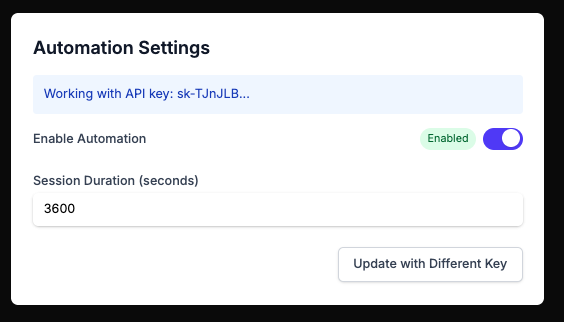 Automation Settings
Working with API key: sk-TJnJLB...
Enable Automation
Enabled
Session Duration (seconds)
3600
Update with Different Key